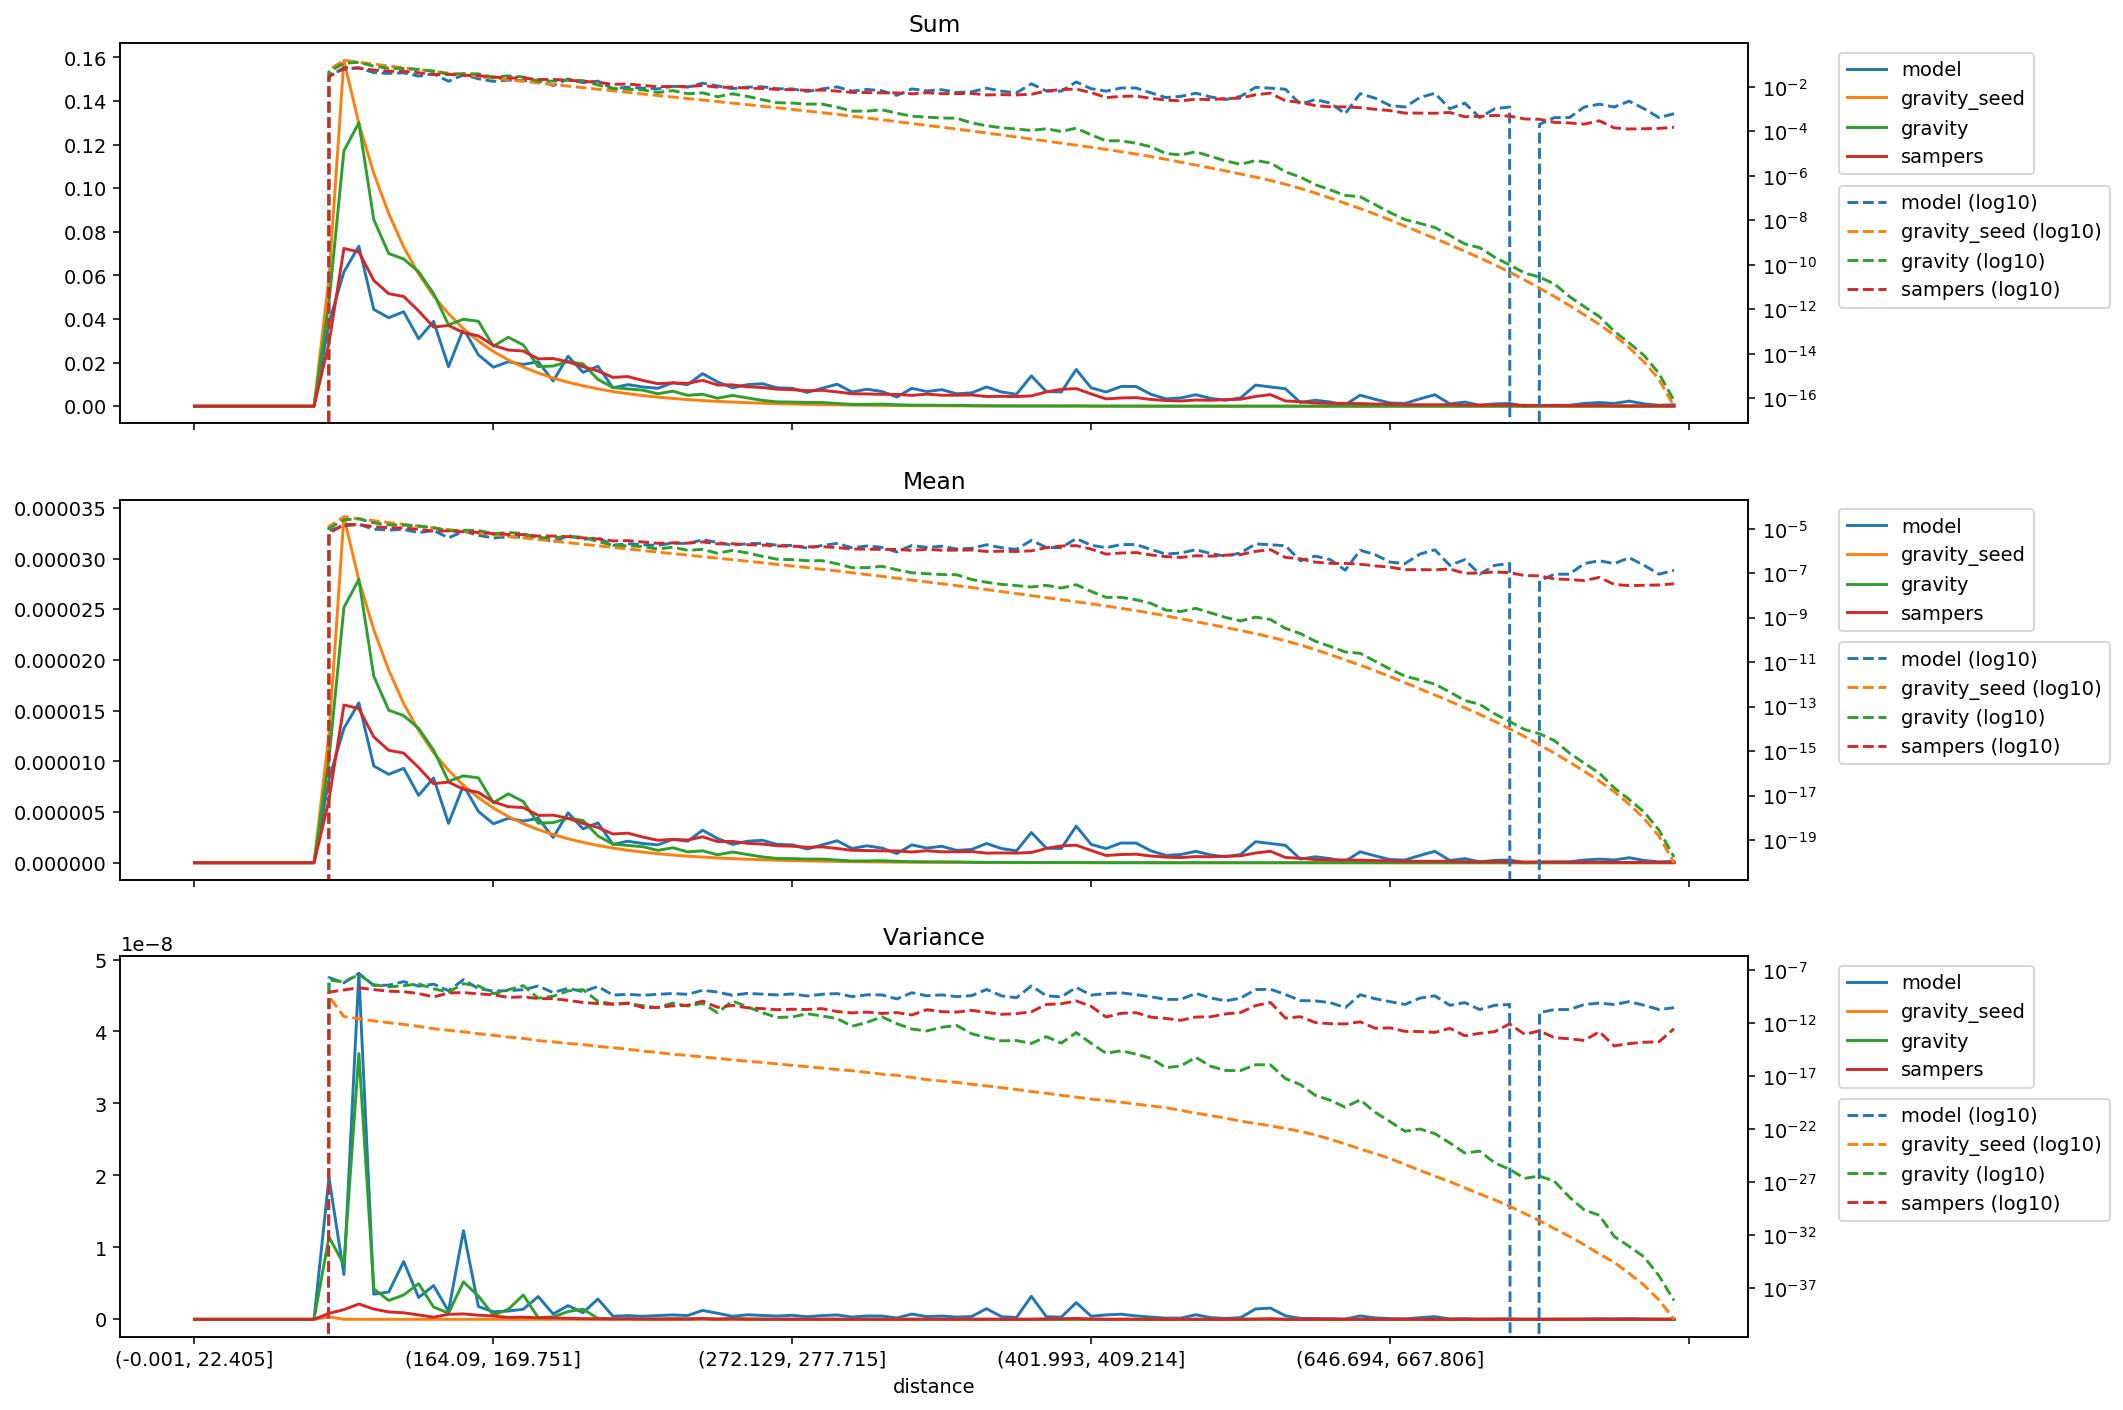 Sum
0.16
0.14
0.12
0.10
0.08
0.06
0.04
0.02
0.00
10⁻²
10⁻⁴
10⁻⁶
10⁻⁸
10⁻¹⁰
10⁻¹²
10⁻¹⁴
10⁻¹⁶
model
gravity_seed
gravity
sampers
model (log10)
gravity_seed (log10)
gravity (log10)
sampers (log10)
Mean
0.000035
0.000030
0.000025
0.000020
0.000015
0.000010
0.000005
0.000000
10⁻⁵
10⁻⁷
10⁻⁹
10⁻¹¹
10⁻¹³
10⁻¹⁵
10⁻¹⁷
10⁻¹⁹
model
gravity_seed
gravity
sampers
model (log10)
gravity_seed (log10)
gravity (log10)
sampers (log10)
Variance
1e−8
5
4
3
2
1
0
10⁻⁷
10⁻¹²
10⁻¹⁷
10⁻²²
10⁻²⁷
10⁻³²
10⁻³⁷
model
gravity_seed
gravity
sampers
model (log10)
gravity_seed (log10)
gravity (log10)
sampers (log10)
(-0.001, 22.405] (164.09, 169.751] (272.129, 277.715] (401.993, 409.214] (646.694, 667.806]
distance